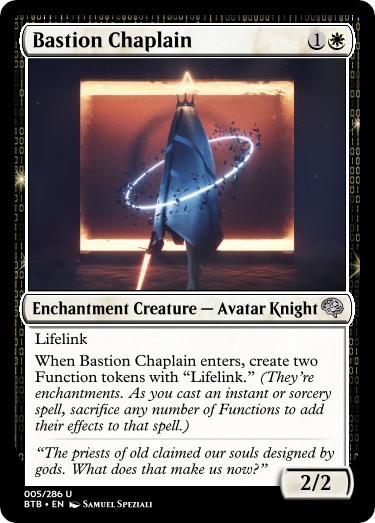 Bastion Chaplain 1
Enchantment Creature — Avatar Knight
Lifelink
When Bastion Chaplain enters, create two
Function tokens with “Lifelink.” (They’re
enchantments. As you cast an instant or sorcery
spell, sacrifice any number of Functions to add
their effects to that spell.)
“The priests of old claimed our souls designed by
gods. What does that make us now?”
2/2
005/286 U
BTB • EN Samuel Speziali